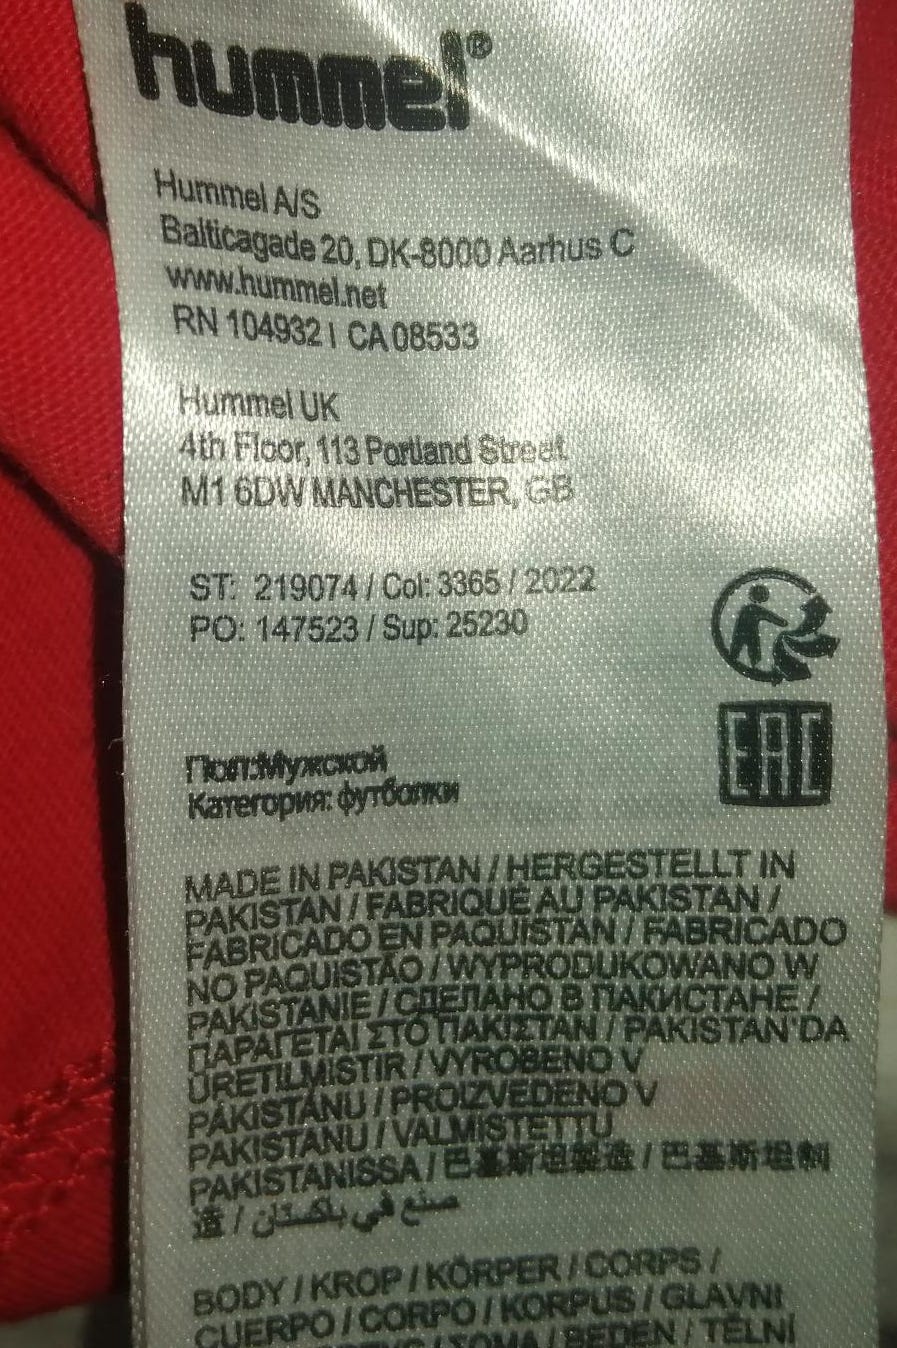 hummel®
Hummel A/S
Balticagade 20, DK-8000 Aarhus C
www.hummel.net
RN 104932 | CA 08533
Hummel UK
4th Floor, 113 Portland Street
M1 6DW MANCHESTER, GB
ST: 219074 / Col: 3365 / 2022
PO: 147523 / Sup: 25230
EAC
Пол:Мужской
Категория: футболки
MADE IN PAKISTAN / HERGESTELLT IN
PAKISTAN / FABRIQUÉ AU PAKISTAN /
FABRICADO EN PAQUISTAN / FABRICADO
NO PAQUISTÃO / WYPRODUKOWANO W
PAKISTANIE / СДЕЛАНО В ПАКИСТАНЕ /
ΠΑΡΑΓΕΤΑΙ ΣΤΟ ΠΑΚΙΣΤΑΝ / PAKISTAN'DA
ÜRETILMISTIR / VYROBENO V
PÁKISTÁNU / PROIZVEDENO V
PAKISTANU / VALMISTETTU
PAKISTANISSA / 巴基斯坦製造 / 巴基斯坦制
造 / صنع في باكستان
BODY / KROP / KÖRPER / CORPS /
CUERPO / CORPO / KORPUS / GLAVNI
/ ΣΩΜΑ / BEDEN / TĚLNÍ